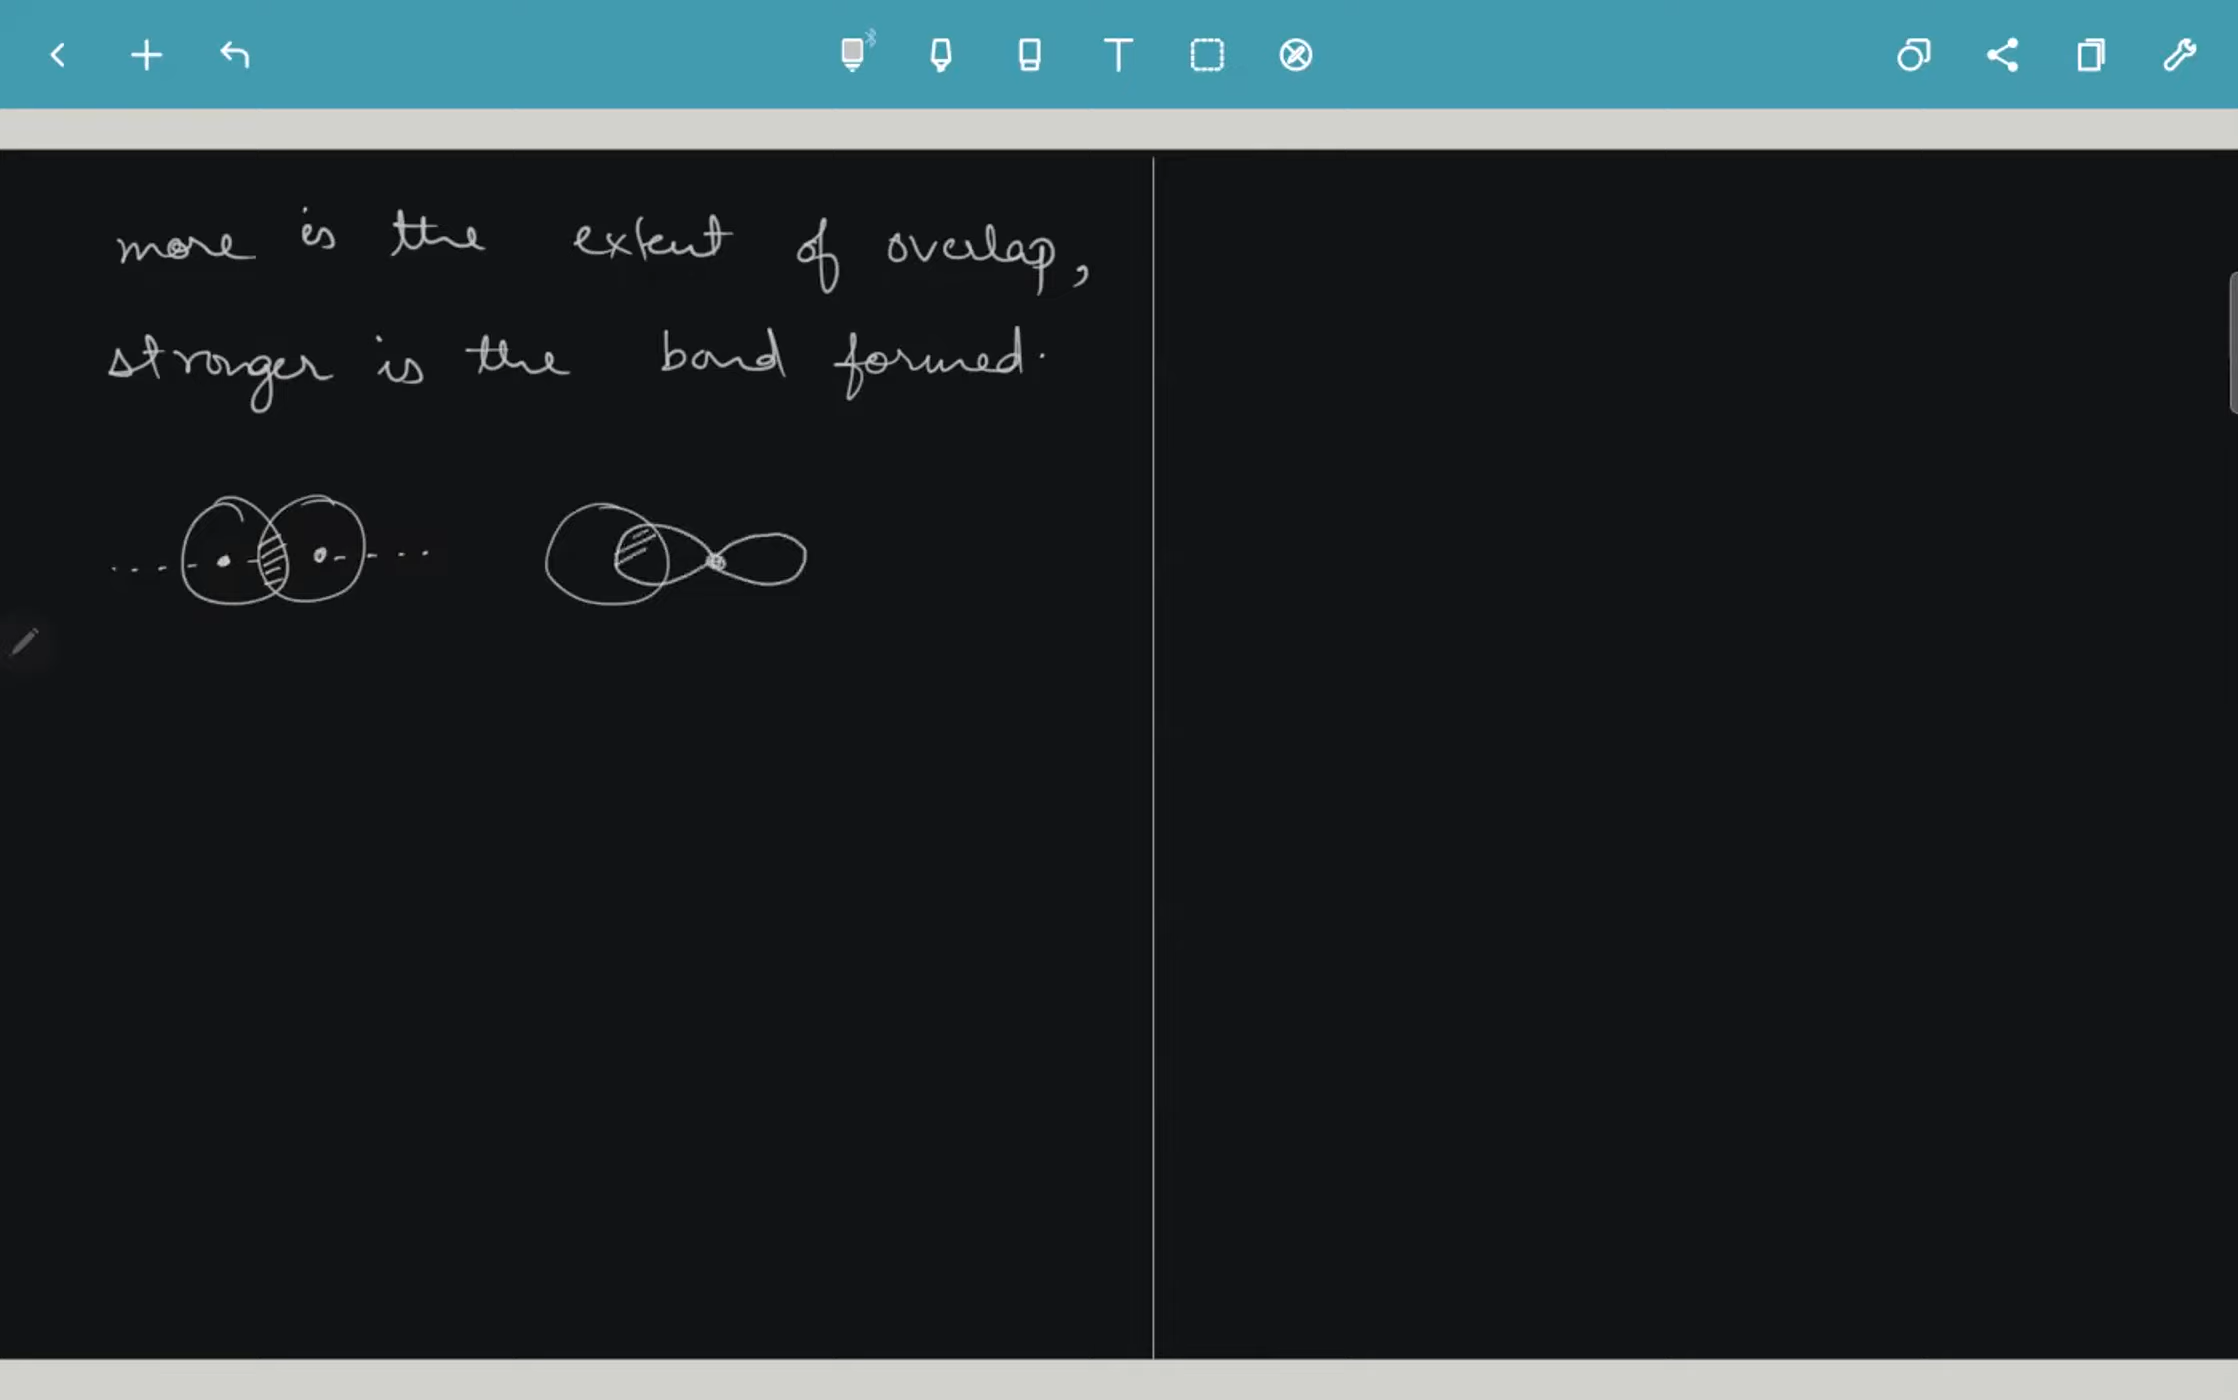 more is the extent of overlap,
stronger is the bond formed.